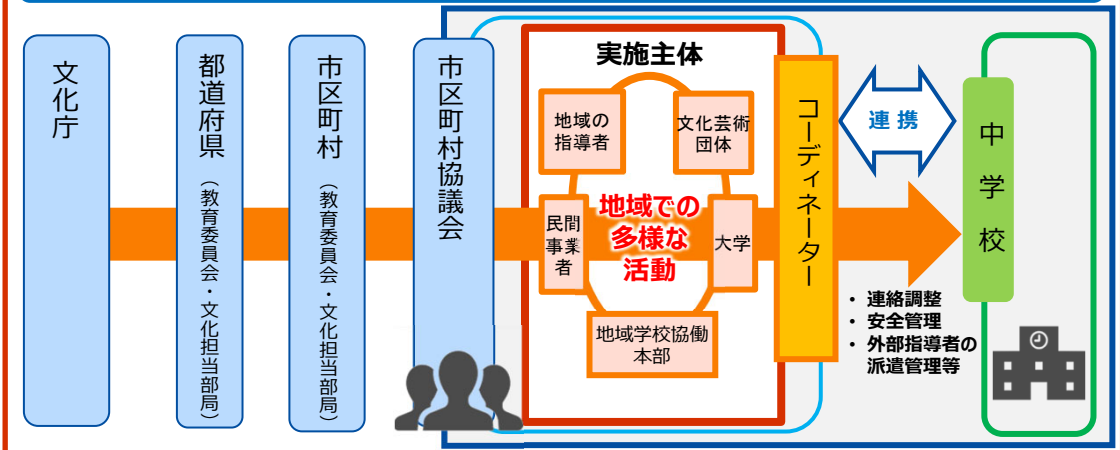 文化庁
都道府県
（教育委員会・文化担当部局）
市区町村
（教育委員会・文化担当部局）
市区町村協議会
実施主体
地域の
指導者
文化芸術
団体
民間
事業
者
地域での
多様な
活動
大学
地域学校協働
本部
コーディネーター
連携
・ 連絡調整
・ 安全管理
・ 外部指導者の
派遣管理等
中学校